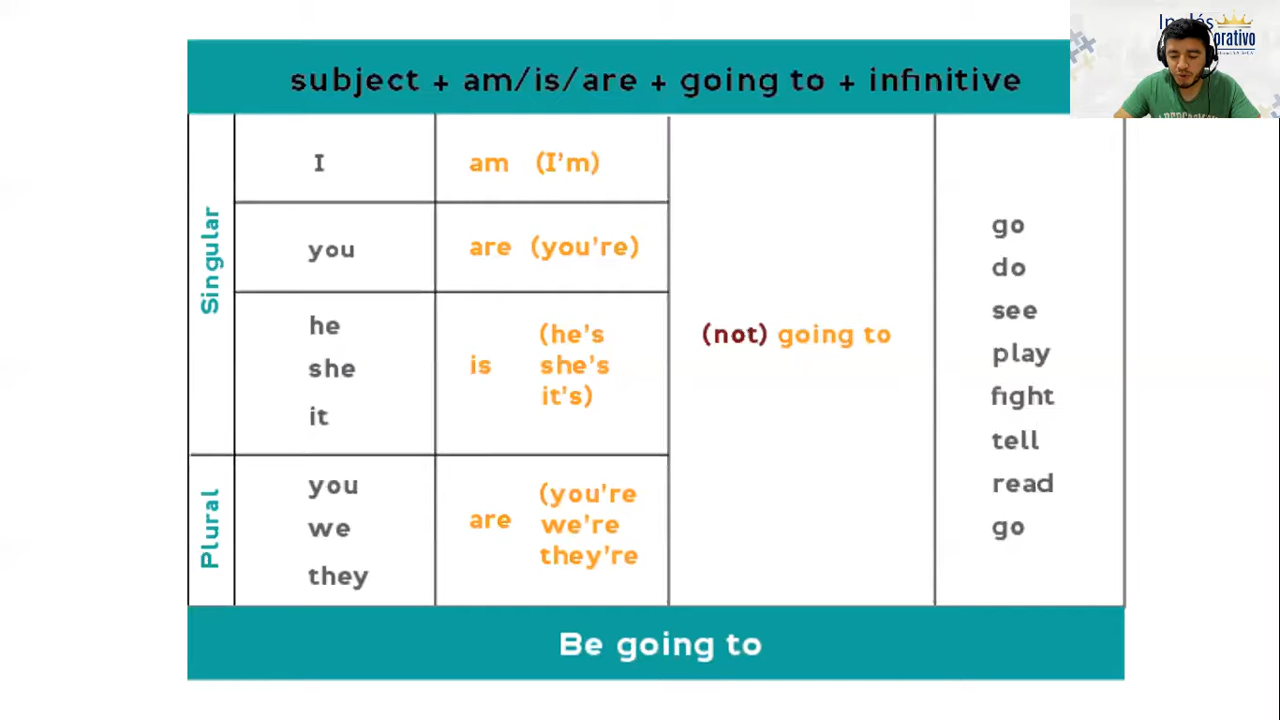 Inglés
orativo
subject + am/is/are + going to + infinitive
Singular
I
am (I'm)
you
are (you're)
he
she
it
is
(he's
she's
it's)
Plural
you
we
they
are
(you're
we're
they're
(not) going to
go
do
see
play
fight
tell
read
go
Be going to